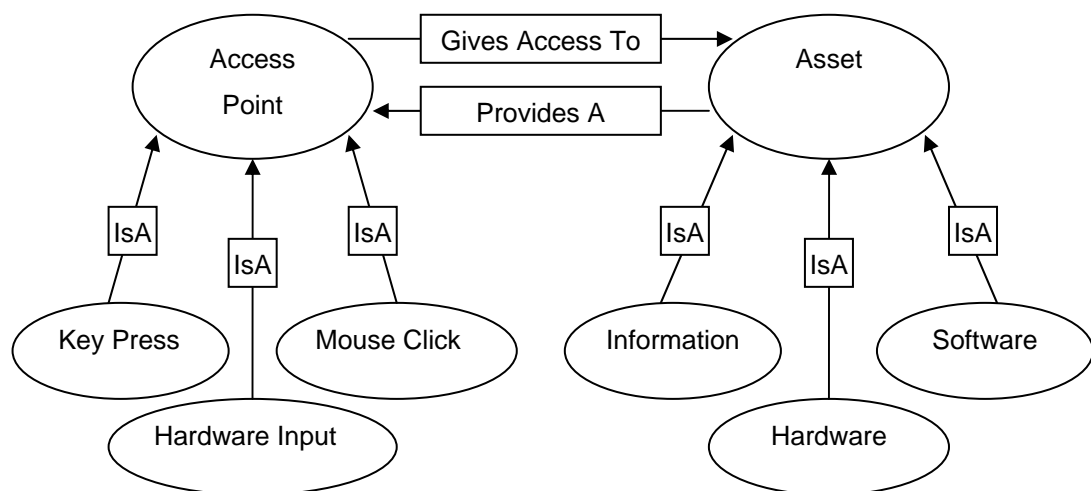 Access
Point
Gives Access To
Asset
Provides A
IsA
IsA
IsA
IsA
IsA
IsA
Key Press
Mouse Click
Information
Software
Hardware Input
Hardware